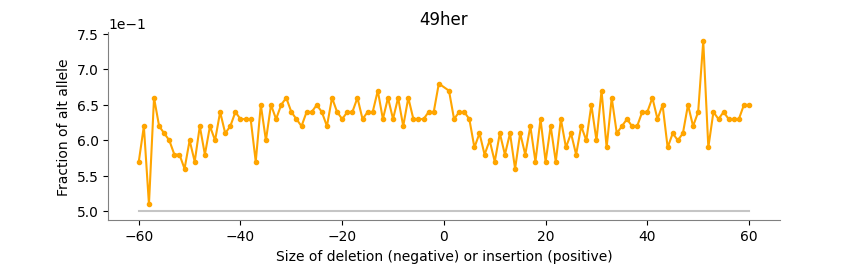 49her
1e−1
7.5
7.0
6.5
6.0
5.5
5.0
Fraction of alt allele
−60 −40 −20 0 20 40 60
Size of deletion (negative) or insertion (positive)